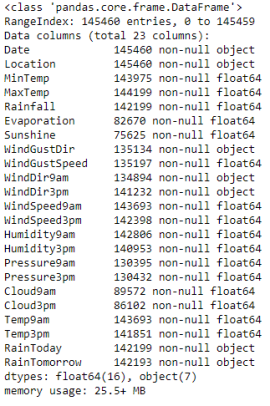 <class 'pandas.core.frame.DataFrame'>
RangeIndex: 145460 entries, 0 to 145459
Data columns (total 23 columns):
Date 145460 non-null object
Location 145460 non-null object
MinTemp 143975 non-null float64
MaxTemp 144199 non-null float64
Rainfall 142199 non-null float64
Evaporation 82670 non-null float64
Sunshine 75625 non-null float64
WindGustDir 135134 non-null object
WindGustSpeed 135197 non-null float64
WindDir9am 134894 non-null object
WindDir3pm 141232 non-null object
WindSpeed9am 143693 non-null float64
WindSpeed3pm 142398 non-null float64
Humidity9am 142806 non-null float64
Humidity3pm 140953 non-null float64
Pressure9am 130395 non-null float64
Pressure3pm 130432 non-null float64
Cloud9am 89572 non-null float64
Cloud3pm 86102 non-null float64
Temp9am 143693 non-null float64
Temp3pm 141851 non-null float64
RainToday 142199 non-null object
RainTomorrow 142193 non-null object
dtypes: float64(16), object(7)
memory usage: 25.5+ MB